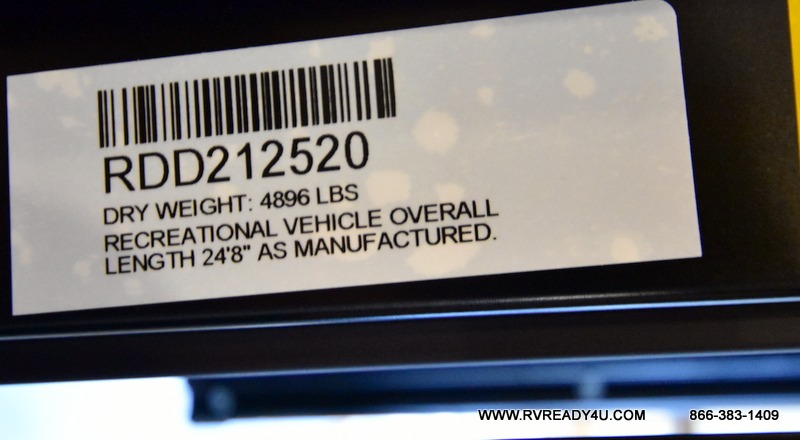 RDD212520
DRY WEIGHT: 4896 LBS
RECREATIONAL VEHICLE OVERALL
LENGTH 24'8" AS MANUFACTURED.
WWW.RVREADY4U.COM 866-383-1409